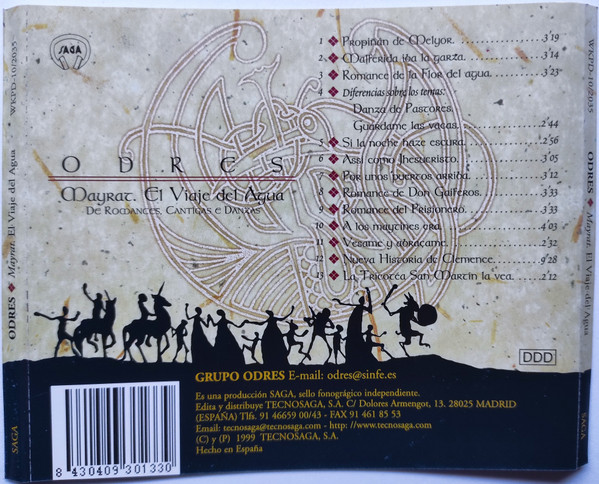 SAGA
ODRES
Mayrat. El Viaje del Agua
De Romances, Cantigas e Danzas
1 Propiñan de Melyor. 3'19
2 Malferida iba la garza. 3'14
3 Romance de la Flor del agua. 3'23
4 Diferencias sobre los temas:
Danza de Pastores.
Guárdame las vacas. 2'44
5 Si la noche haze escura. 2'56
6 Assi como Jhesucristo. 3'05
7 Por unos puertos arriba. 3'12
8 Romance de Don Gaiferos. 3'33
9 Romance del Prisionero. 3'33
10 A los maytines era. 4'03
11 Vesame y abraçame. 2'32
12 Nueva Historia de Clemence. 9'28
13 La Tricotea San Martin la vea. 2'12
DDD
GRUPO ODRES E-mail: odres@sinfe.es
Es una producción SAGA, sello fonográgico independiente.
Edita y distribuye TECNOSAGA, S.A. C/ Dolores Armengot, 13. 28025 MADRID
(ESPAÑA) Tlfs. 91 46659 00/43 - FAX 91 461 85 53
Email: tecnosaga@tecnosaga.com - http: //www.tecnosaga.com
(C) y (P) 1999 TECNOSAGA, S.A.
Hecho en España
8 430409 301330
SAGA ODRES Mayrat. El Viaje del Agua WKPD-10/2035
WKPD-10/2035 ODRES Mayrat. El Viaje del Agua SAGA